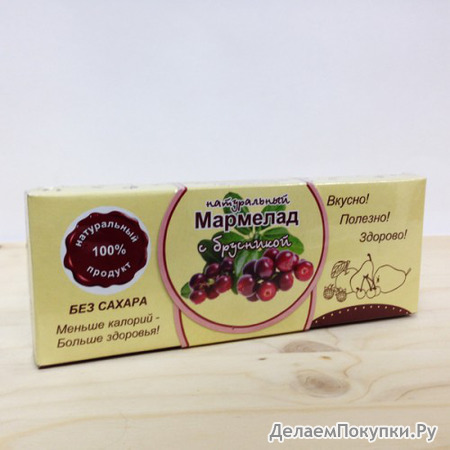 натуральный
100%
продукт
БЕЗ САХАРА
Меньше калорий -
Больше здоровья!
натуральный
Мармелад
с брусникой
Вкусно!
Полезно!
Здорово!
ДелаемПокупки.Ру